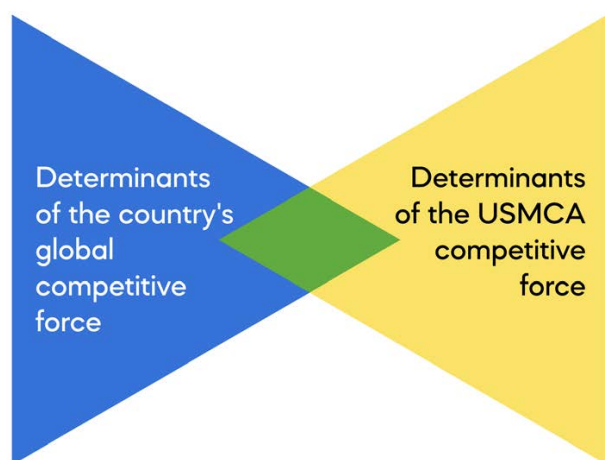 Determinants
of the country's
global
competitive
force
Determinants
of the USMCA
competitive
force